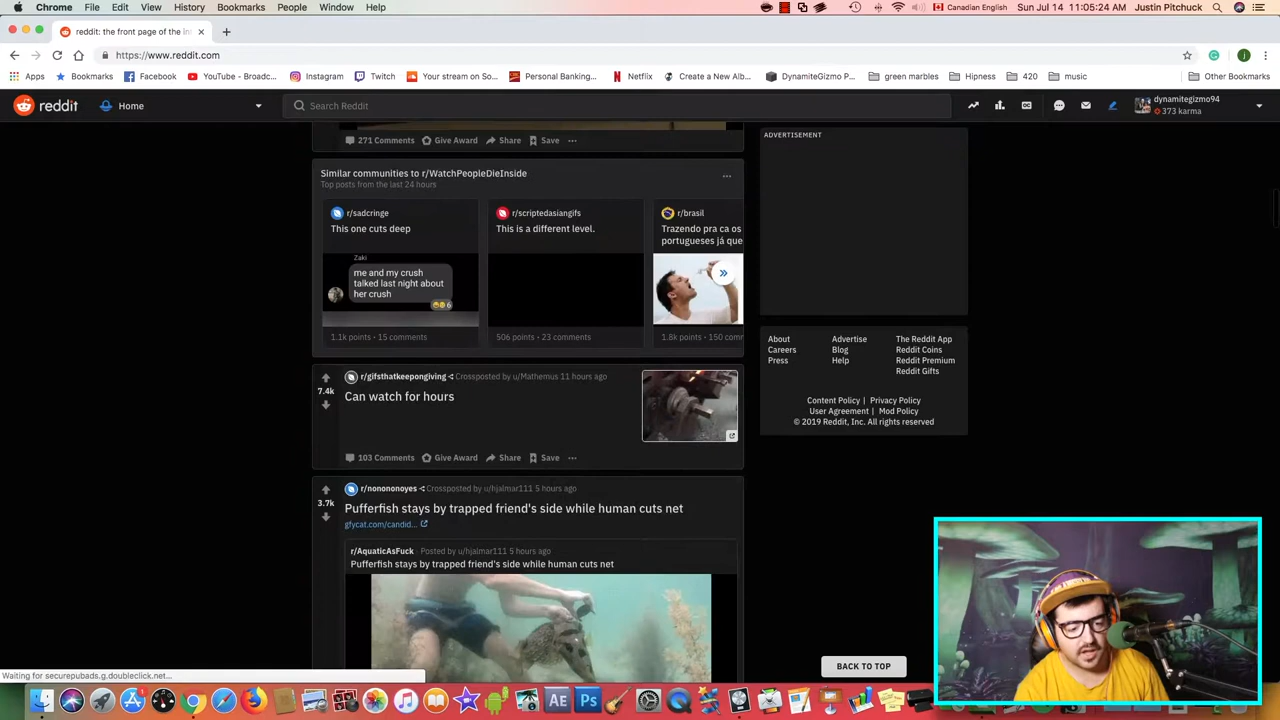 Chrome File Edit View History Bookmarks People Window Help Canadian English Sun Jul 14 11:05:24 AM Justin Pitchuck
reddit: the front page of the in
https://www.reddit.com
Apps Bookmarks Facebook YouTube - Broadc... Instagram Twitch Your stream on So... Personal Banking... Netflix Create a New Alb... DynamiteGizmo P... green marbles Hipness 420 music Other Bookmarks
reddit Home Search Reddit dynamitegizmo94
373 karma
271 Comments Give Award Share Save
Similar communities to r/WatchPeopleDieInside
Top posts from the last 24 hours
r/sadcringe
This one cuts deep
Zaki
me and my crush
talked last night about
her crush
6
1.1k points • 15 comments
r/scriptedasiangifs
This is a different level.
506 points • 23 comments
r/brasil
Trazendo pra ca os
portugueses já que
1.8k points • 150 comm
7.4k
r/gifsthatkeepongiving Crossposted by u/Mathemus 11 hours ago
Can watch for hours
103 Comments Give Award Share Save
3.7k
r/nonononoyes Crossposted by u/hjalmar111 5 hours ago
Pufferfish stays by trapped friend's side while human cuts net
gfycat.com/candid...
r/AquaticAsFuck · Posted by u/hjalmar111 5 hours ago
Pufferfish stays by trapped friend's side while human cuts net
ADVERTISEMENT
About Advertise The Reddit App
Careers Blog Reddit Coins
Press Help Reddit Premium
Reddit Gifts
Content Policy | Privacy Policy
User Agreement | Mod Policy
© 2019 Reddit, Inc. All rights reserved
BACK TO TOP
Waiting for securepubads.g.doubleclick.net...
AE Ps